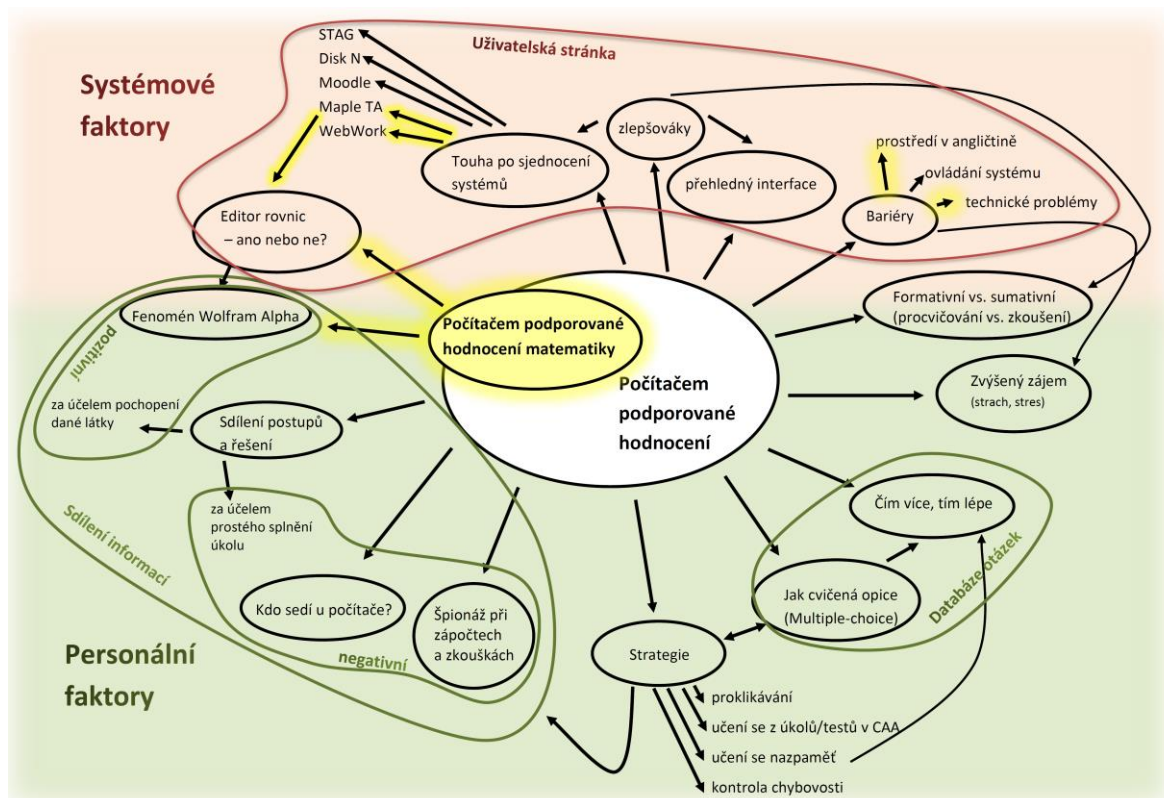 STAG
Disk N
Moodle
Maple TA
WebWork
Uživatelská stránka
Systémové
faktory
zlepšováky
Touha po sjednocení
systémů
přehledný interface
prostředí v angličtině
ovládání systému
technické problémy
Bariéry
Editor rovnic
– ano nebo ne?
Fenomén Wolfram Alpha
Počítačem podporované
hodnocení matematiky
Formativní vs. sumativní
(procvičování vs. zkoušení)
pozitivní
Počítačem
podporované
hodnocení
Zvýšený zájem
(strach, stres)
za účelem pochopení
dané látky
Sdílení postupů
a řešení
za účelem
prostého splnění
úkolu
Sdílení informací
Čím více, tím lépe
Jak cvičená opice
(Multiple-choice)
Databáze otázek
Kdo sedí u počítače?
Špionáž při
zápočtech
a zkouškách
negativní
Personální
faktory
Strategie
proklikávání
učení se z úkolů/testů v CAA
učení se nazpaměť
kontrola chybovosti